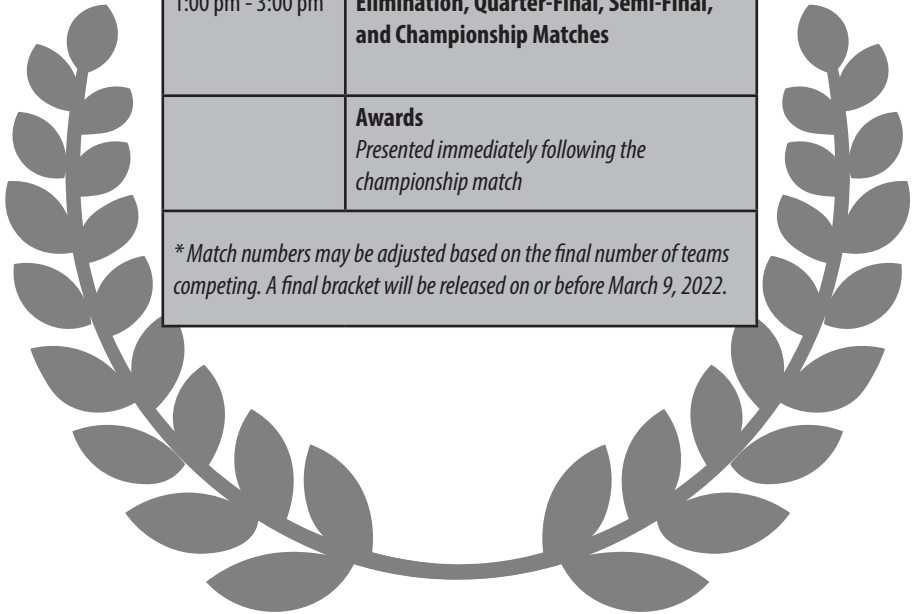 1:00 pm - 3:00 pm
Elimination, Quarter-Final, Semi-Final,
and Championship Matches
Awards
Presented immediately following the
championship match
* Match numbers may be adjusted based on the final number of teams
competing. A final bracket will be released on or before March 9, 2022.